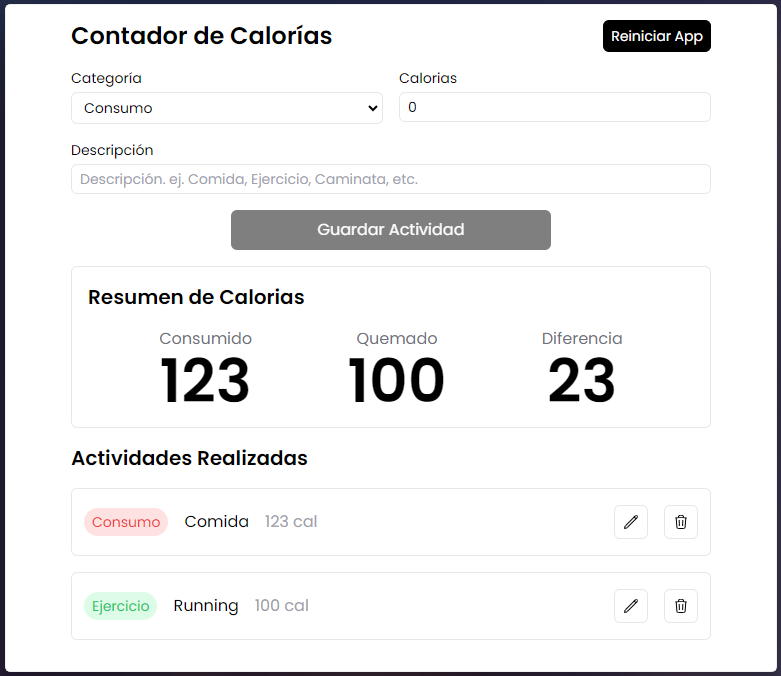 Contador de Calorías
Reiniciar App
Categoría
Calorias
Consumo
0
Descripción
Descripción. ej. Comida, Ejercicio, Caminata, etc.
Guardar Actividad
Resumen de Calorias
Consumido
Quemado
Diferencia
123
100
23
Actividades Realizadas
Consumo Comida 123 cal
Ejercicio Running 100 cal